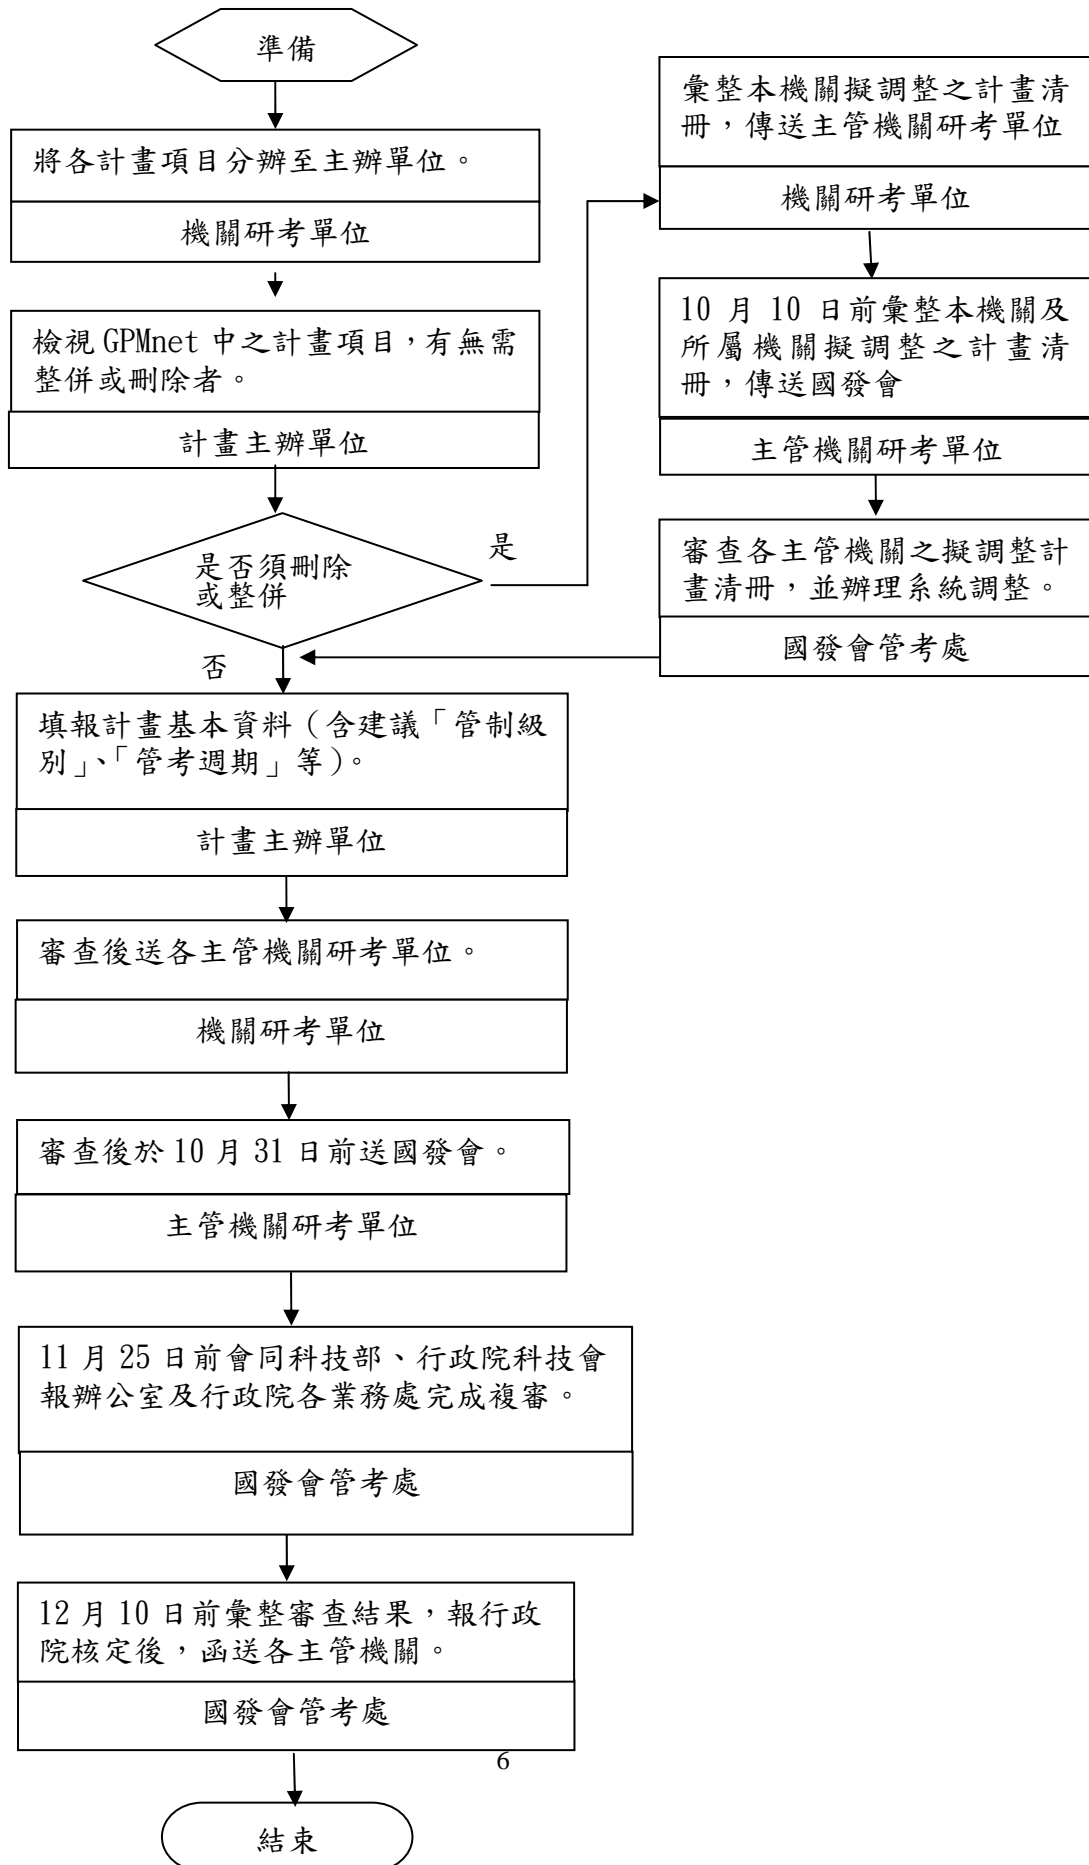 準備
將各計畫項目分辦至主辦單位。
機關研考單位
檢視 GPMnet 中之計畫項目，有無需
整併或刪除者。
計畫主辦單位
是否須刪除
或整併
是
否
彙整本機關擬調整之計畫清
冊，傳送主管機關研考單位
機關研考單位
10 月 10 日前彙整本機關及
所屬機關擬調整之計畫清
冊，傳送國發會
主管機關研考單位
審查各主管機關之擬調整計
畫清冊，並辦理系統調整。
國發會管考處
填報計畫基本資料（含建議「管制級
別」、「管考週期」等）。
計畫主辦單位
審查後送各主管機關研考單位。
機關研考單位
審查後於 10 月 31 日前送國發會。
主管機關研考單位
11 月 25 日前會同科技部、行政院科技會
報辦公室及行政院各業務處完成複審。
國發會管考處
12 月 10 日前彙整審查結果，報行政
院核定後，函送各主管機關。
國發會管考處
6
結束